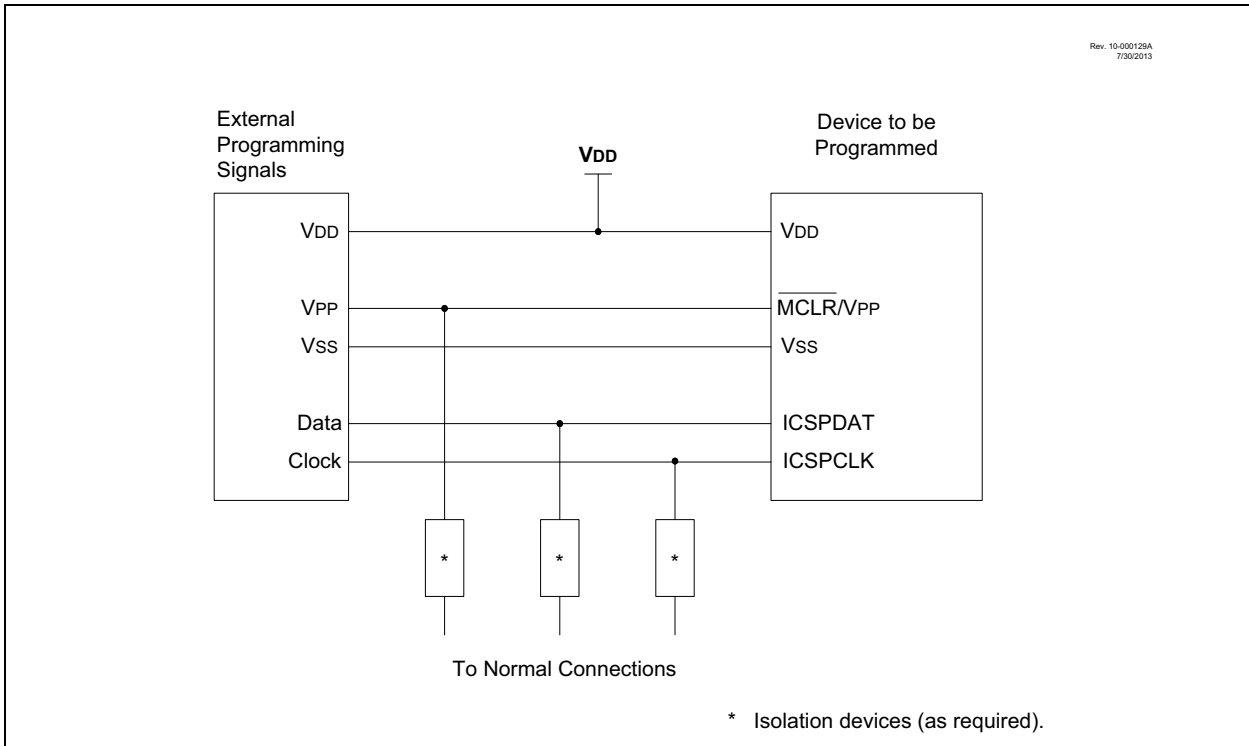 Rev. 10-000129A
7/30/2013
External
Programming
Signals
VDD
Device to be
Programmed
VDD
VDD
VPP
MCLR/VPP
VSS
VSS
Data
ICSPDAT
Clock
ICSPCLK
*
*
*
To Normal Connections
* Isolation devices (as required).